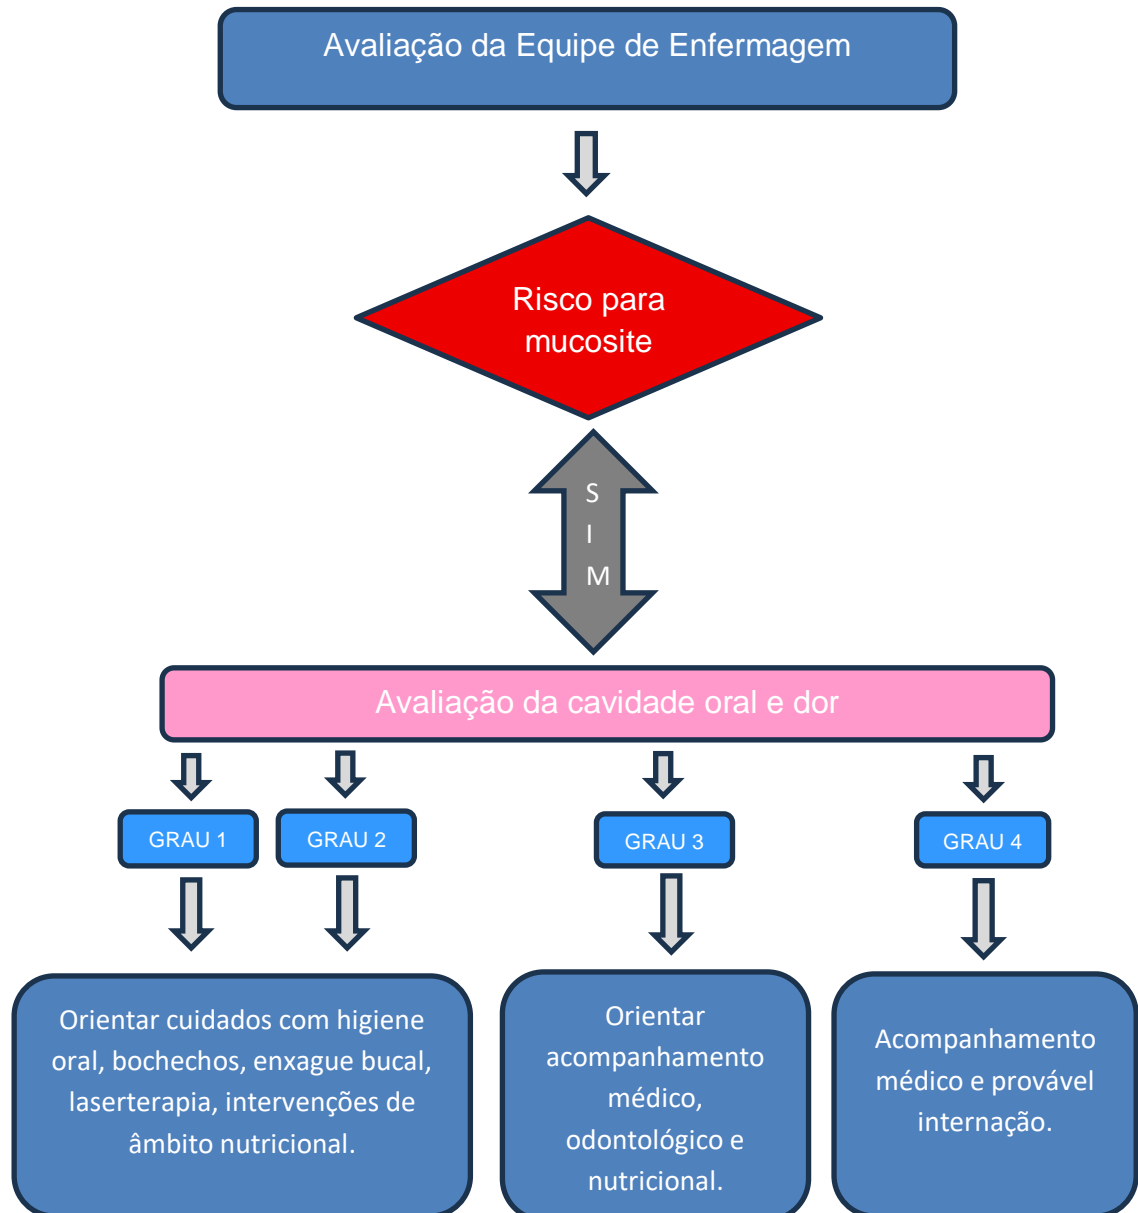 Avaliação da Equipe de Enfermagem
Risco para
mucosite
S
I
M
Avaliação da cavidade oral e dor
GRAU 1
GRAU 2
GRAU 3
GRAU 4
Orientar cuidados com higiene
oral, bochechos, enxague bucal,
laserterapia, intervenções de
âmbito nutricional.
Orientar
acompanhamento
médico,
odontológico e
nutricional.
Acompanhamento
médico e provável
internação.